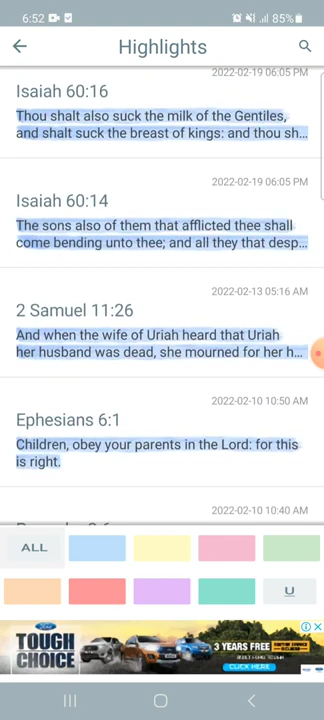 6:52 85%
Highlights
2022-02-19 06:05 PM
Isaiah 60:16
Thou shalt also suck the milk of the Gentiles,
and shalt suck the breast of kings: and thou sh...
2022-02-19 06:05 PM
Isaiah 60:14
The sons also of them that afflicted thee shall
come bending unto thee; and all they that desp...
2022-02-13 05:16 AM
2 Samuel 11:26
And when the wife of Uriah heard that Uriah
her husband was dead, she mourned for her h...
2022-02-10 10:50 AM
Ephesians 6:1
Children, obey your parents in the Lord: for this
is right.
2022-02-10 10:40 AM
ALL
U
Ford
TOUGH
CHOICE
3 YEARS FREE
CLICK HERE